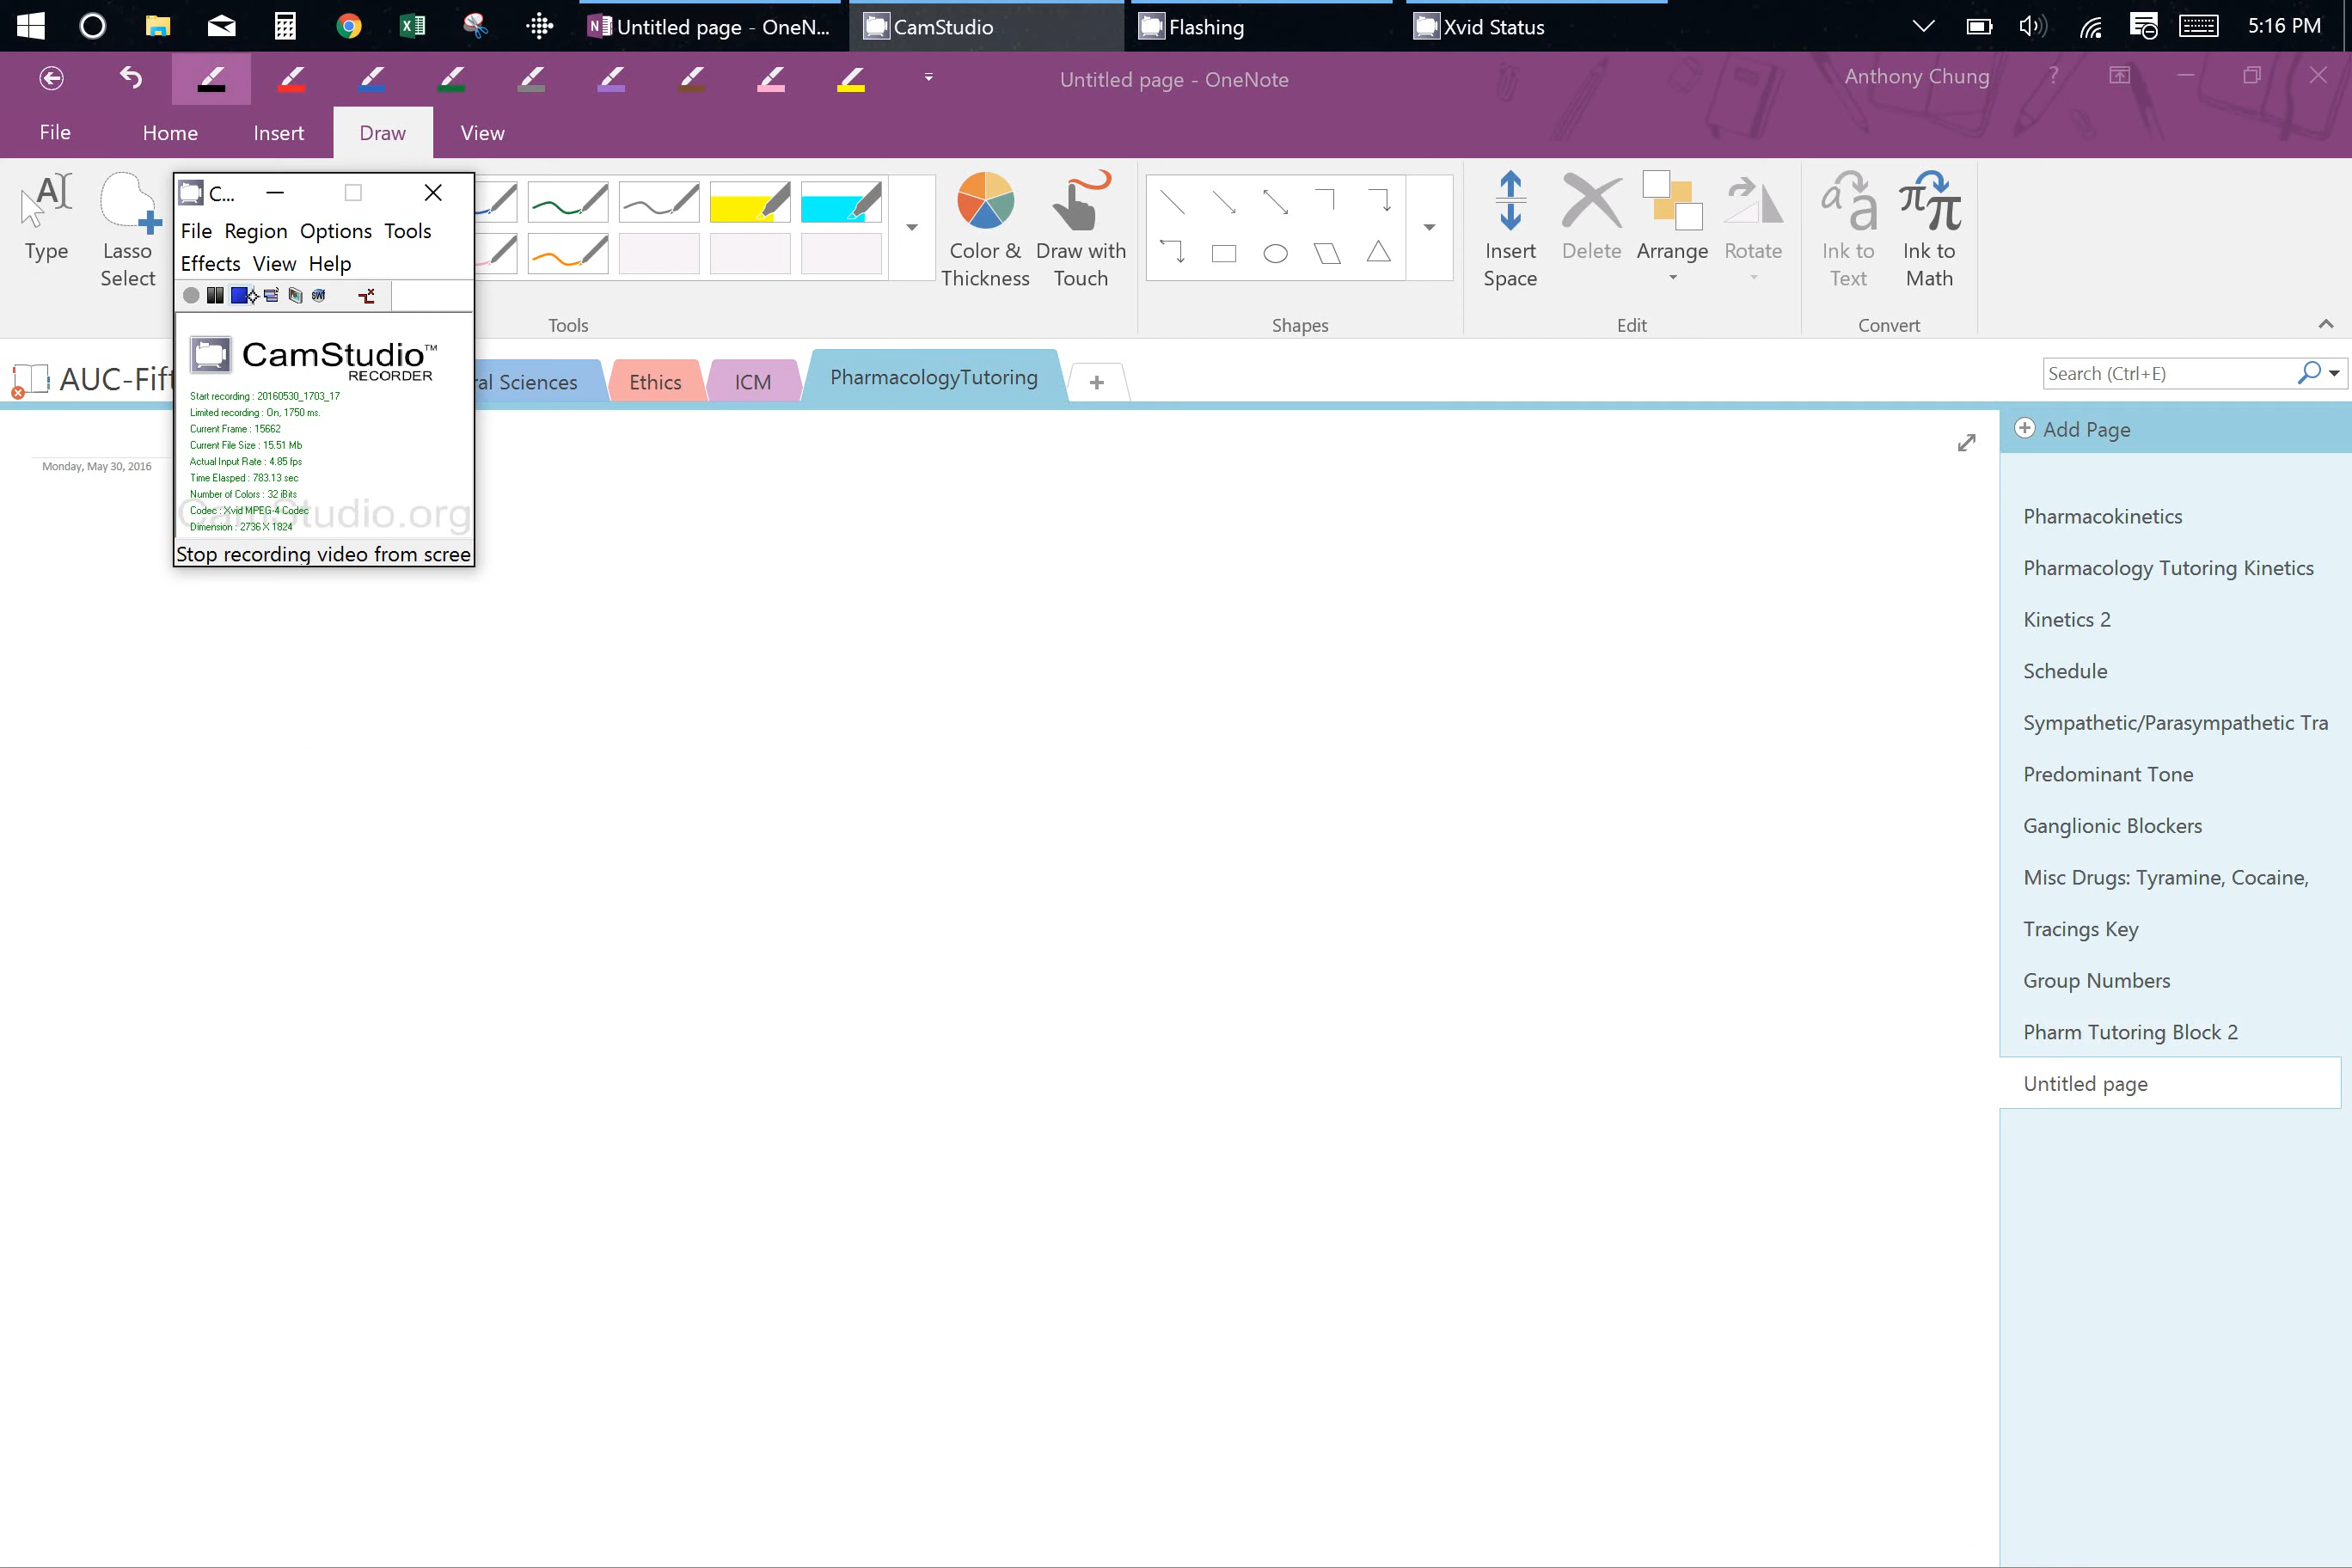 Untitled page - OneN...
CamStudio
Flashing
Xvid Status
5:16 PM
Untitled page - OneNote
Anthony Chung
File
Home
Insert
Draw
View
Type
Lasso
Select
Tools
Color &
Thickness
Draw with
Touch
Shapes
Insert
Space
Delete
Arrange
Rotate
Edit
Ink to
Text
Ink to
Math
Convert
C...
File Region Options Tools
Effects View Help
CamStudio™
RECORDER
Start recording : 20160530_1703_17
Limited recording : On, 1750 ms.
Current Frame : 15662
Current File Size : 15.51 Mb
Actual Input Rate : 4.85 fps
Time Elasped : 783.13 sec
Number of Colors : 32 iBits
Codec : Xvid MPEG-4 Codec
Dimension : 2736 X 1824
CamStudio.org
Stop recording video from scree
AUC-Fift
ral Sciences
Ethics
ICM
PharmacologyTutoring
Search (Ctrl+E)
Monday, May 30, 2016
Add Page
Pharmacokinetics
Pharmacology Tutoring Kinetics
Kinetics 2
Schedule
Sympathetic/Parasympathetic Tra
Predominant Tone
Ganglionic Blockers
Misc Drugs: Tyramine, Cocaine,
Tracings Key
Group Numbers
Pharm Tutoring Block 2
Untitled page